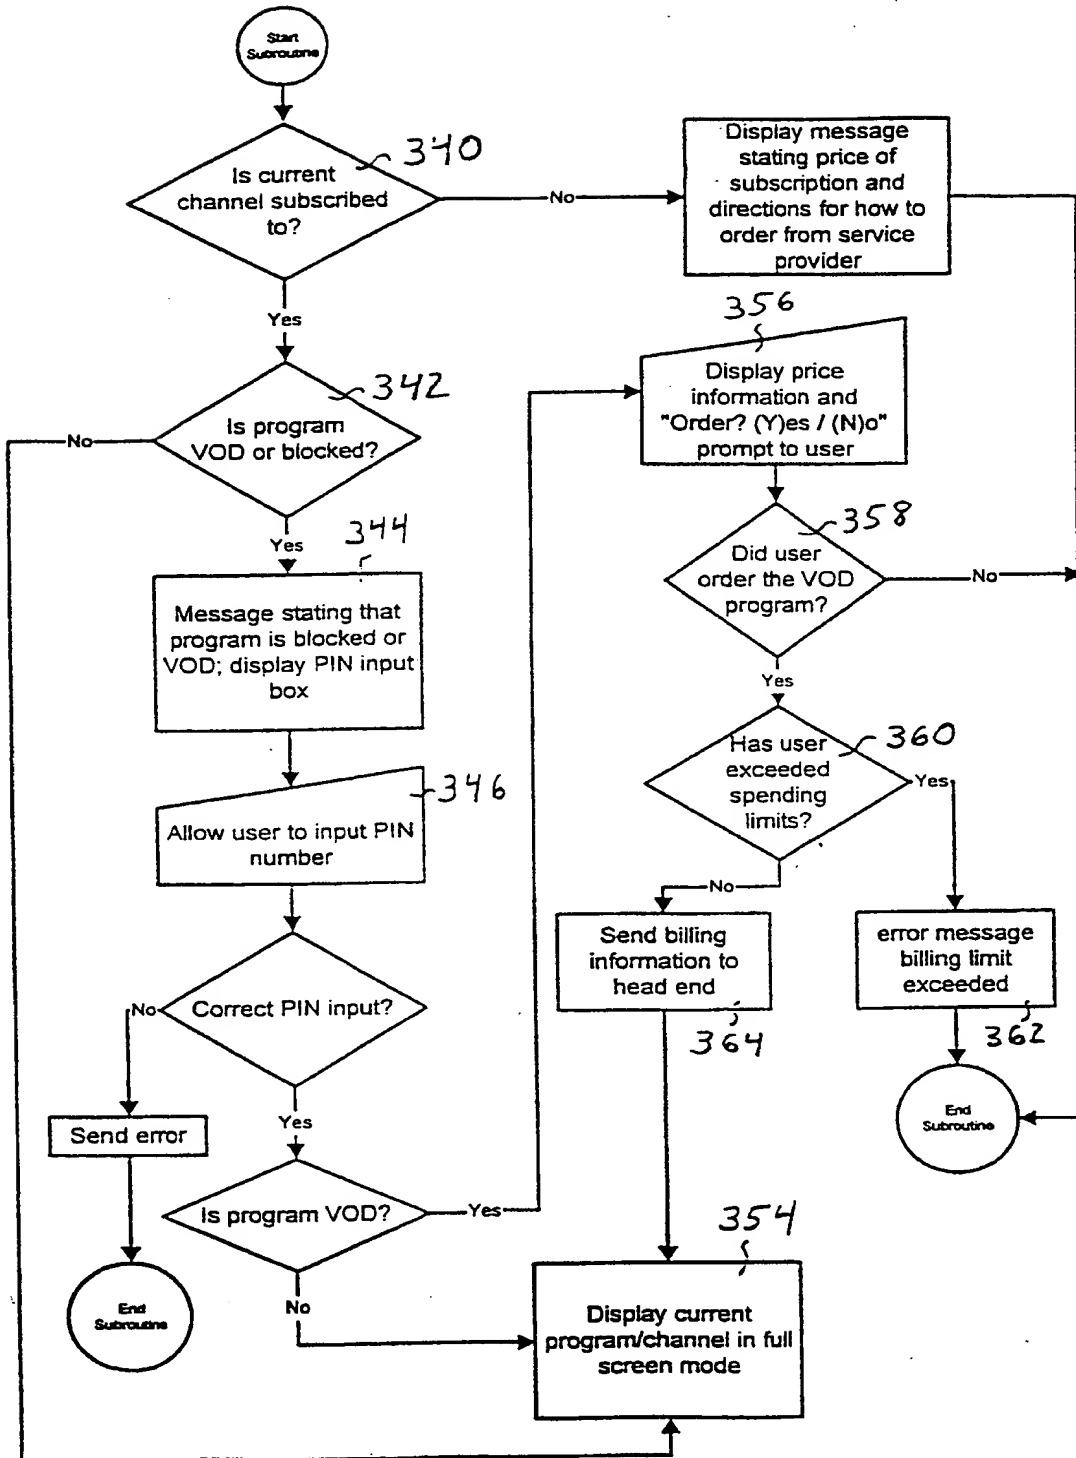 Start
Subroutine
340
Is current
channel subscribed
to?
No
Display message
stating price of
subscription and
directions for how to
order from service
provider
Yes
342
Is program
VOD or blocked?
No
Yes
344
Message stating that
program is blocked or
VOD; display PIN input
box
346
Allow user to input PIN
number
Correct PIN input?
No
Send error
End
Subroutine
Yes
Is program VOD?
Yes
No
356
Display price
information and
"Order? (Y)es / (N)o"
prompt to user
358
Did user
order the VOD
program?
No
Yes
360
Has user
exceeded
spending
limits?
Yes
No
Send billing
information to
head end
364
error message
billing limit
exceeded
362
End
Subroutine
354
Display current
program/channel in full
screen mode